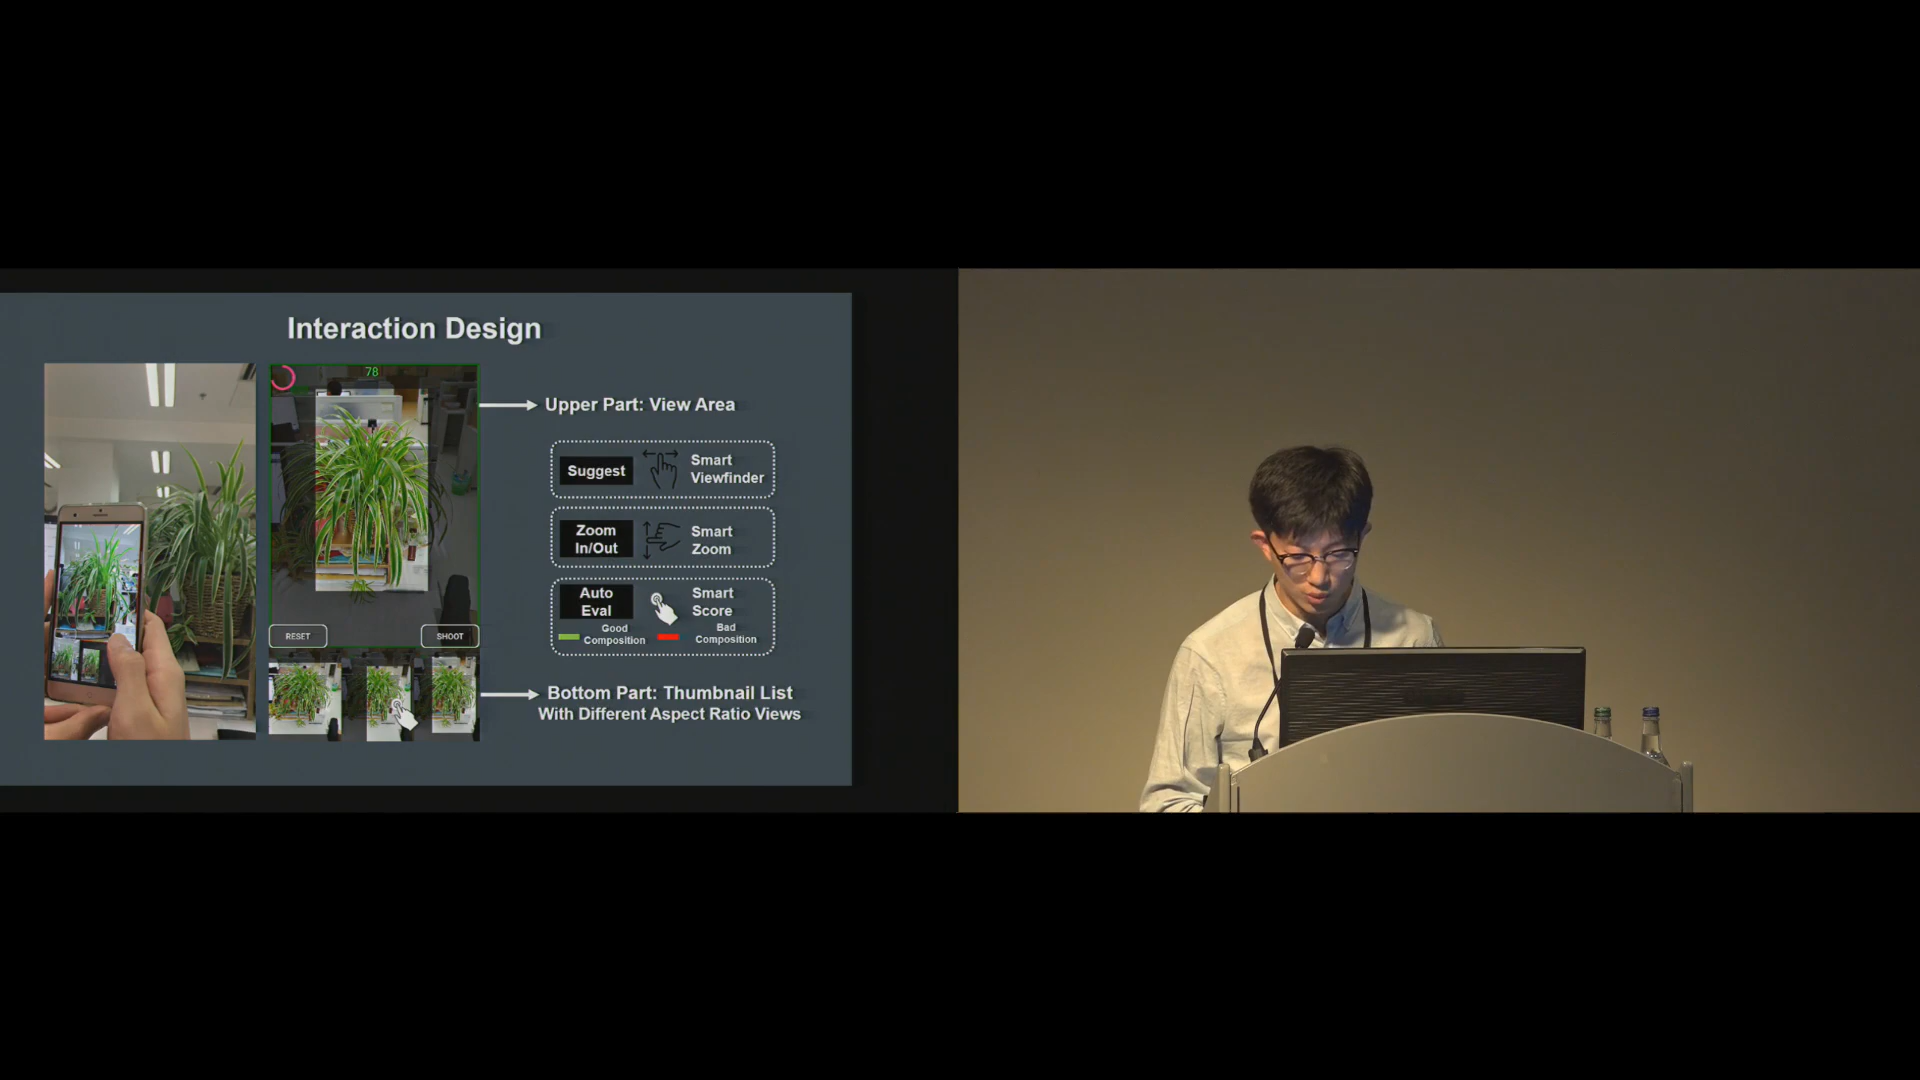 Interaction Design
78
RESET
SHOOT
Upper Part: View Area
Suggest
Smart
Viewfinder
Zoom
In/Out
Smart
Zoom
Auto
Eval
Smart
Score
Good
Composition
Bad
Composition
Bottom Part: Thumbnail List
With Different Aspect Ratio Views